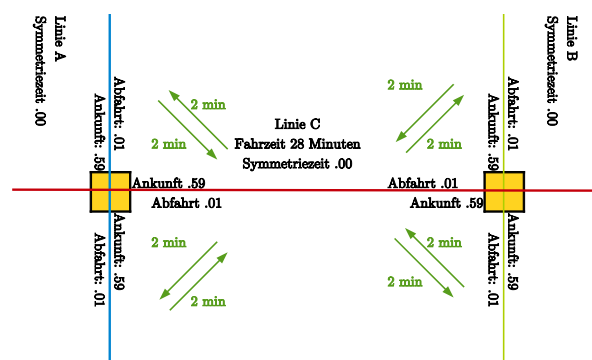 Linie A
Symmetriezeit .00
Abfahrt: .01
Ankunft: .59
2 min
2 min
Linie C
Fahrzeit 28 Minuten
Symmetriezeit .00
2 min
2 min
Abfahrt: .01
Ankunft: .59
Linie B
Symmetriezeit .00
Ankunft .59
Abfahrt .01
Abfahrt .01
Ankunft .59
Ankunft: .59
Abfahrt: .01
2 min
2 min
2 min
2 min
Ankunft: .59
Abfahrt: .01